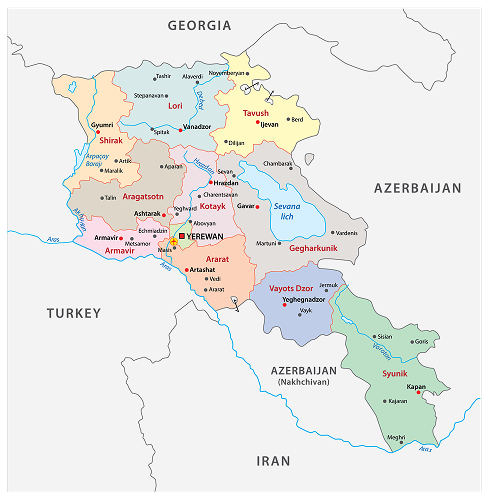 GEORGIA
Noyemberyan
Tashir
Alaverdi
Stepanavan
Debed
Lori
Tavush
Ijevan
Berd
Gyumri
Shirak
Spitak
Vanadzor
Dilijan
Arpaçay
Baraji
Artik
Maralik
Aparan
Hrazdan
Sevan
Chambarak
Hrazdan
AZERBAIJAN
Talin
Aragatsotn
Charentsavan
Kotayk
Gavar
Sevana
lich
Yeghvard
Ashtarak
Akhuryan
Abovyan
Aras
Armavir
Echmiadzin
Metsamor
Armavir
YEREWAN
Masis
Martuni
Vardenis
Gegharkunik
Aras
Ararat
Artashat
Vedi
Ararat
Vayots Dzor
Jermuk
Yeghegnadzor
Vayk
TURKEY
Sisian
Goris
Vorotan
AZERBAIJAN
(Nakhchivan)
Syunik
Kapan
Kajaran
Meghri
Aras
IRAN